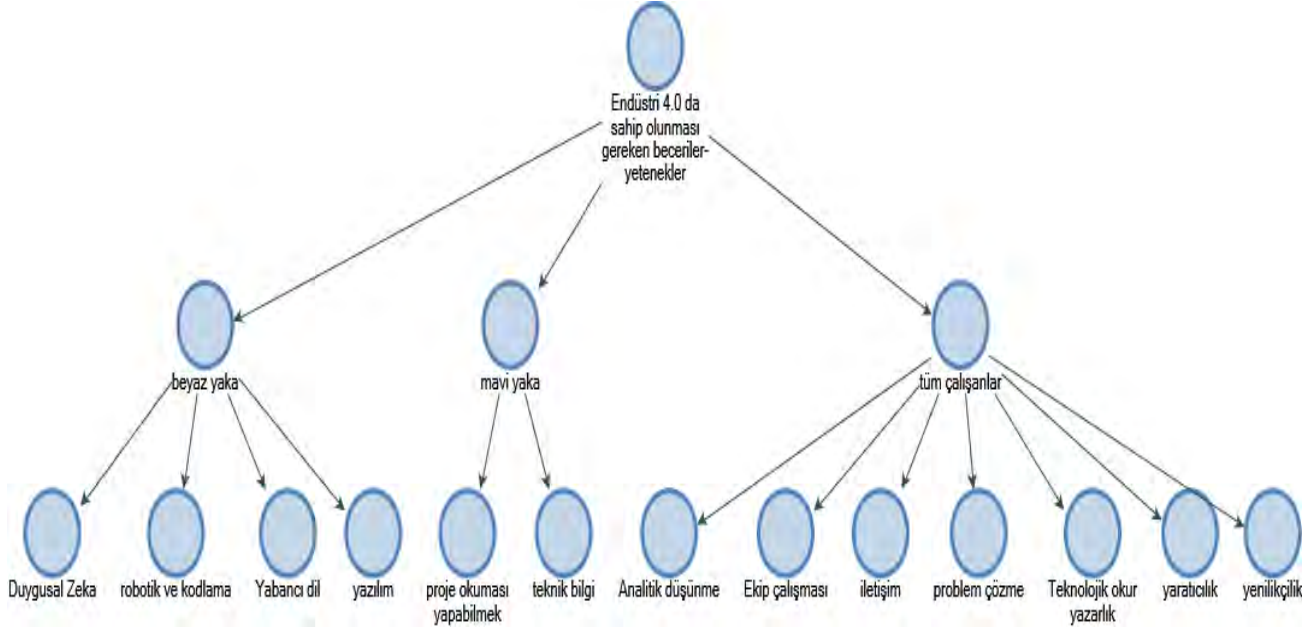 Endüstri 4.0 da
sahip olunması
gereken beceriler-
yetenekler
beyaz yaka
mavi yaka
tüm çalışanlar
Duygusal Zeka
robotik ve kodlama
Yabancı dil
yazılım
proje okuması
yapabilmek
teknik bilgi
Analitik düşünme
Ekip çalışması
iletişim
problem çözme
Teknolojik okur
yazarlık
yaratıcılık
yenilikçilik